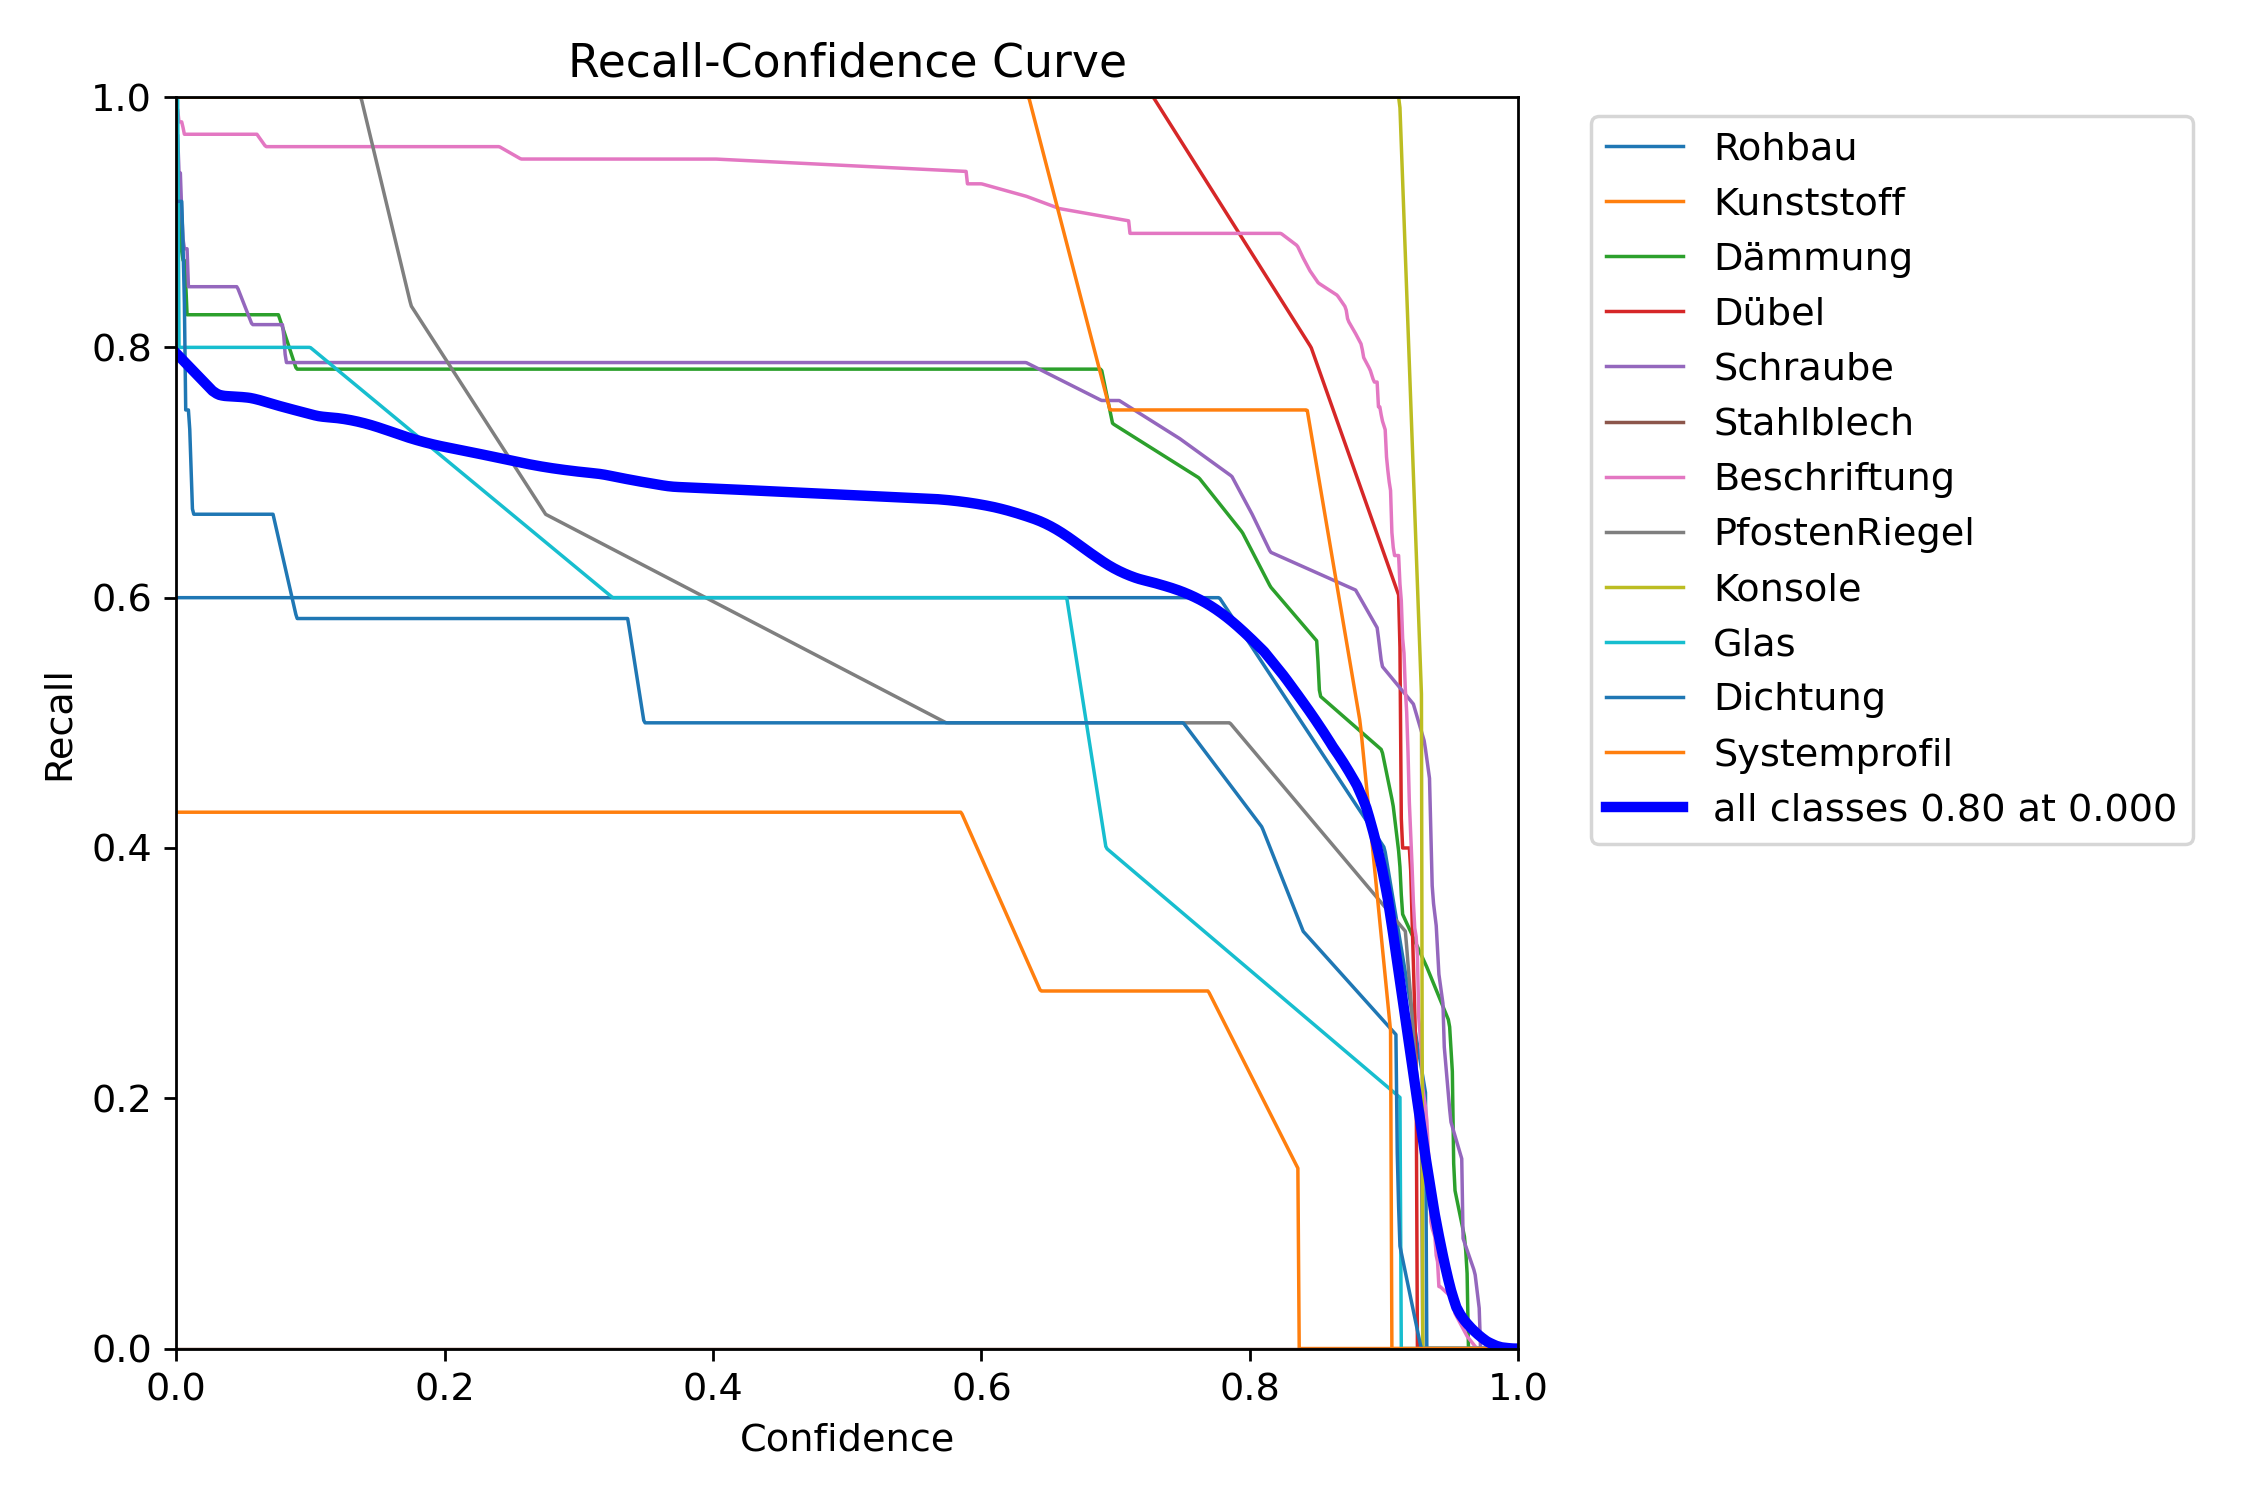 Recall-Confidence Curve
1.0
0.8
0.6
0.4
0.2
0.0
Recall
0.0 0.2 0.4 0.6 0.8 1.0
Confidence
Rohbau
Kunststoff
Dämmung
Dübel
Schraube
Stahlblech
Beschriftung
PfostenRiegel
Konsole
Glas
Dichtung
Systemprofil
all classes 0.80 at 0.000